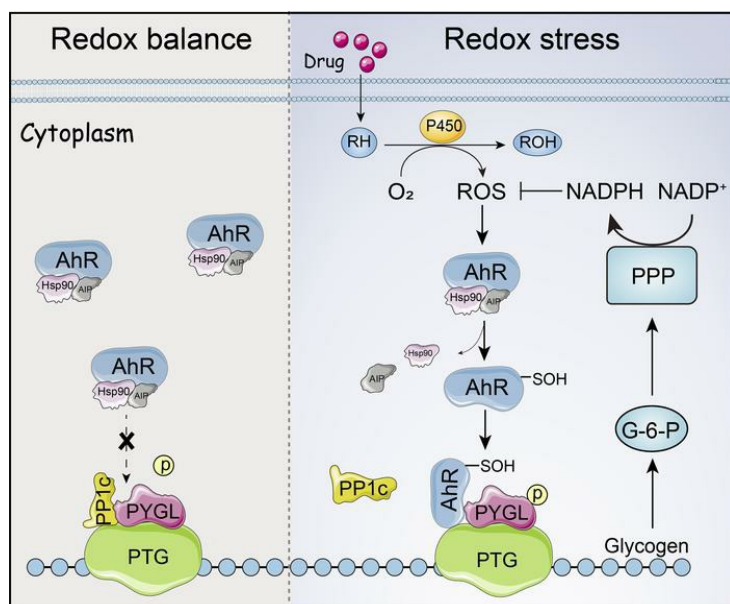 Redox balance
Redox stress
Drug
Cytoplasm
RH
P450
ROH
O₂
ROS
NADPH
NADP⁺
AhR
Hsp90
AIP
AhR
Hsp90
AIP
AhR
Hsp90
AIP
PPP
AhR
Hsp90
AIP
Hsp90
AIP
AhR
SOH
G-6-P
P
PP1c
PYGL
PTG
PP1c
AhR
SOH
P
PYGL
PTG
Glycogen